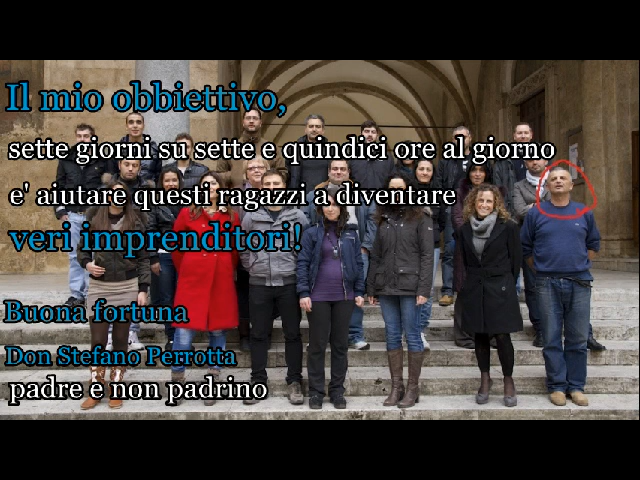 Il mio obbiettivo,
sette giorni su sette e quindici ore al giorno
e' aiutare questi ragazzi a diventare
veri imprenditori!
Buona fortuna
Don Stefano Perrotta
padre e non padrino